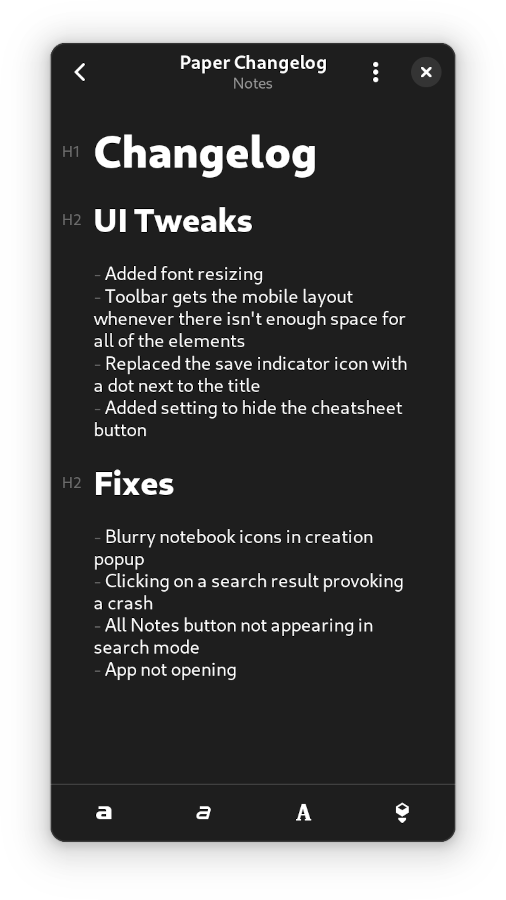 Paper Changelog
Notes
H1 Changelog
H2 UI Tweaks
- Added font resizing
- Toolbar gets the mobile layout
whenever there isn't enough space for
all of the elements
- Replaced the save indicator icon with
a dot next to the title
- Added setting to hide the cheatsheet
button
H2 Fixes
- Blurry notebook icons in creation
popup
- Clicking on a search result provoking
a crash
- All Notes button not appearing in
search mode
- App not opening
a a A